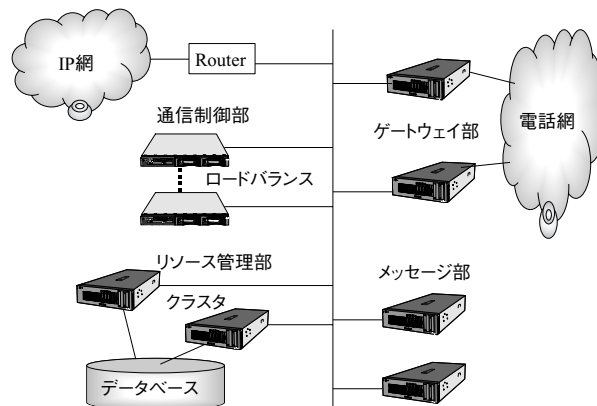 IP網
Router
通信制御部
ロードバランス
ゲートウェイ部
電話網
リソース管理部
クラスタ
データベース
メッセージ部